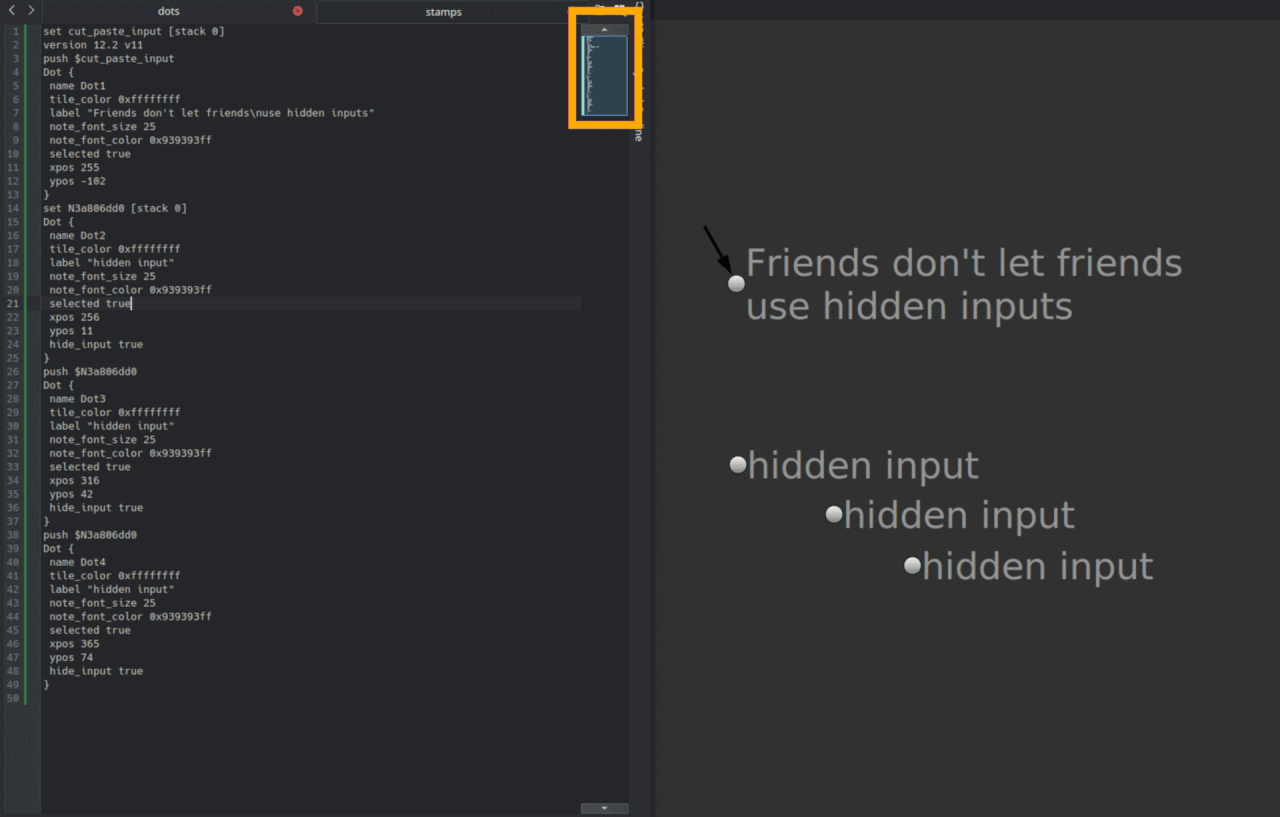 dots
stamps
1 set cut_paste_input [stack 0]
2 version 12.2 v11
3 push $cut_paste_input
4 Dot {
5 name Dot1
6 tile_color 0xffffffff
7 label "Friends don't let friends\nuse hidden inputs"
8 note_font_size 25
9 note_font_color 0x939393ff
10 selected true
11 xpos 255
12 ypos -102
13 }
14 set N3a806dd0 [stack 0]
15 Dot {
16 name Dot2
17 tile_color 0xffffffff
18 label "hidden input"
19 note_font_size 25
20 note_font_color 0x939393ff
21 selected true
22 xpos 256
23 ypos 11
24 hide_input true
25 }
26 push $N3a806dd0
27 Dot {
28 name Dot3
29 tile_color 0xffffffff
30 label "hidden input"
31 note_font_size 25
32 note_font_color 0x939393ff
33 selected true
34 xpos 316
35 ypos 42
36 hide_input true
37 }
38 push $N3a806dd0
39 Dot {
40 name Dot4
41 tile_color 0xffffffff
42 label "hidden input"
43 note_font_size 25
44 note_font_color 0x939393ff
45 selected true
46 xpos 365
47 ypos 74
48 hide_input true
49 }
50
Friends don't let friends
use hidden inputs
hidden input
hidden input
hidden input